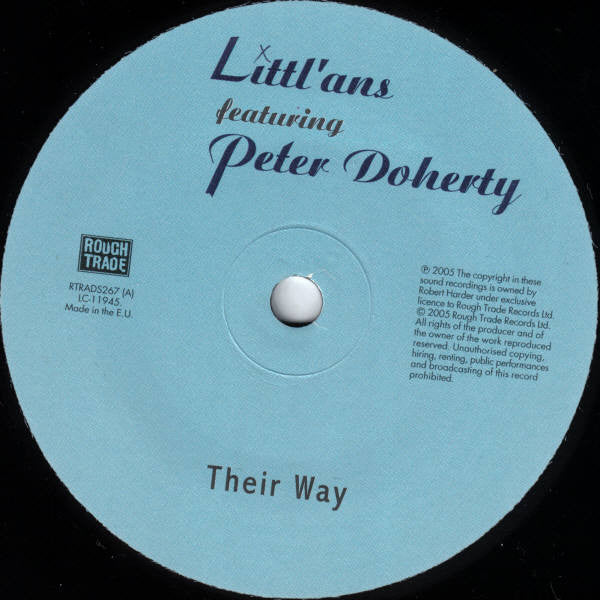 Littl'ans
featuring
Peter Doherty
ROUGH
TRADE
RTRADS267 (A)
LC-11945.
Made in the E.U.
℗ 2005 The copyright in these
sound recordings is owned by
Robert Harder under exclusive
licence to Rough Trade Records Ltd.
© 2005 Rough Trade Records Ltd.
All rights of the producer and of
the owner of the work reproduced
reserved. Unauthorised copying,
hiring, renting, public performances
and broadcasting of this record
prohibited.
Their Way